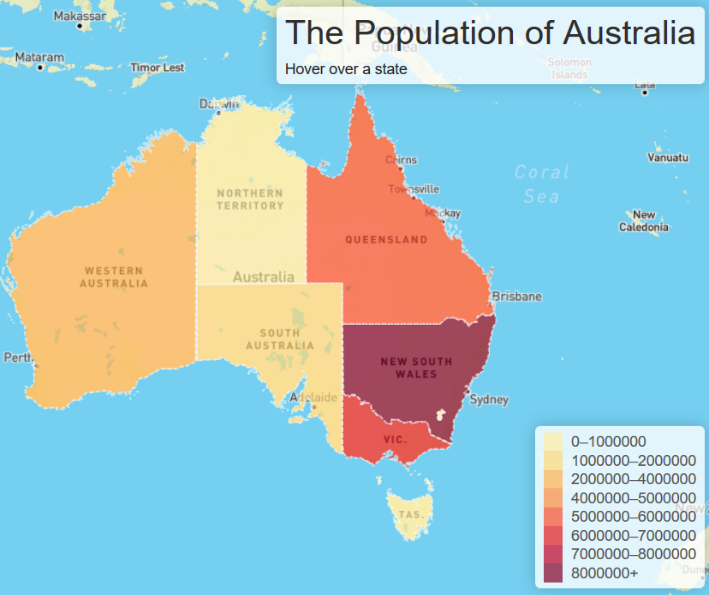 Makassar
The Population of Australia
Guinea
Hover over a state
Mataram
Timor Lest
Solomon
Islands
Lata
Darwin
Cairns
Vanuatu
Coral
Sea
Townsville
NORTHERN
TERRITORY
Mackay
New
Caledonia
QUEENSLAND
WESTERN
AUSTRALIA
Australia
Brisbane
SOUTH
AUSTRALIA
Perth
NEW SOUTH
WALES
Adelaide
Sydney
VIC.
TAS.
0–1000000
1000000–2000000
2000000–4000000
4000000–5000000
5000000–6000000
6000000–7000000
7000000–8000000
8000000+